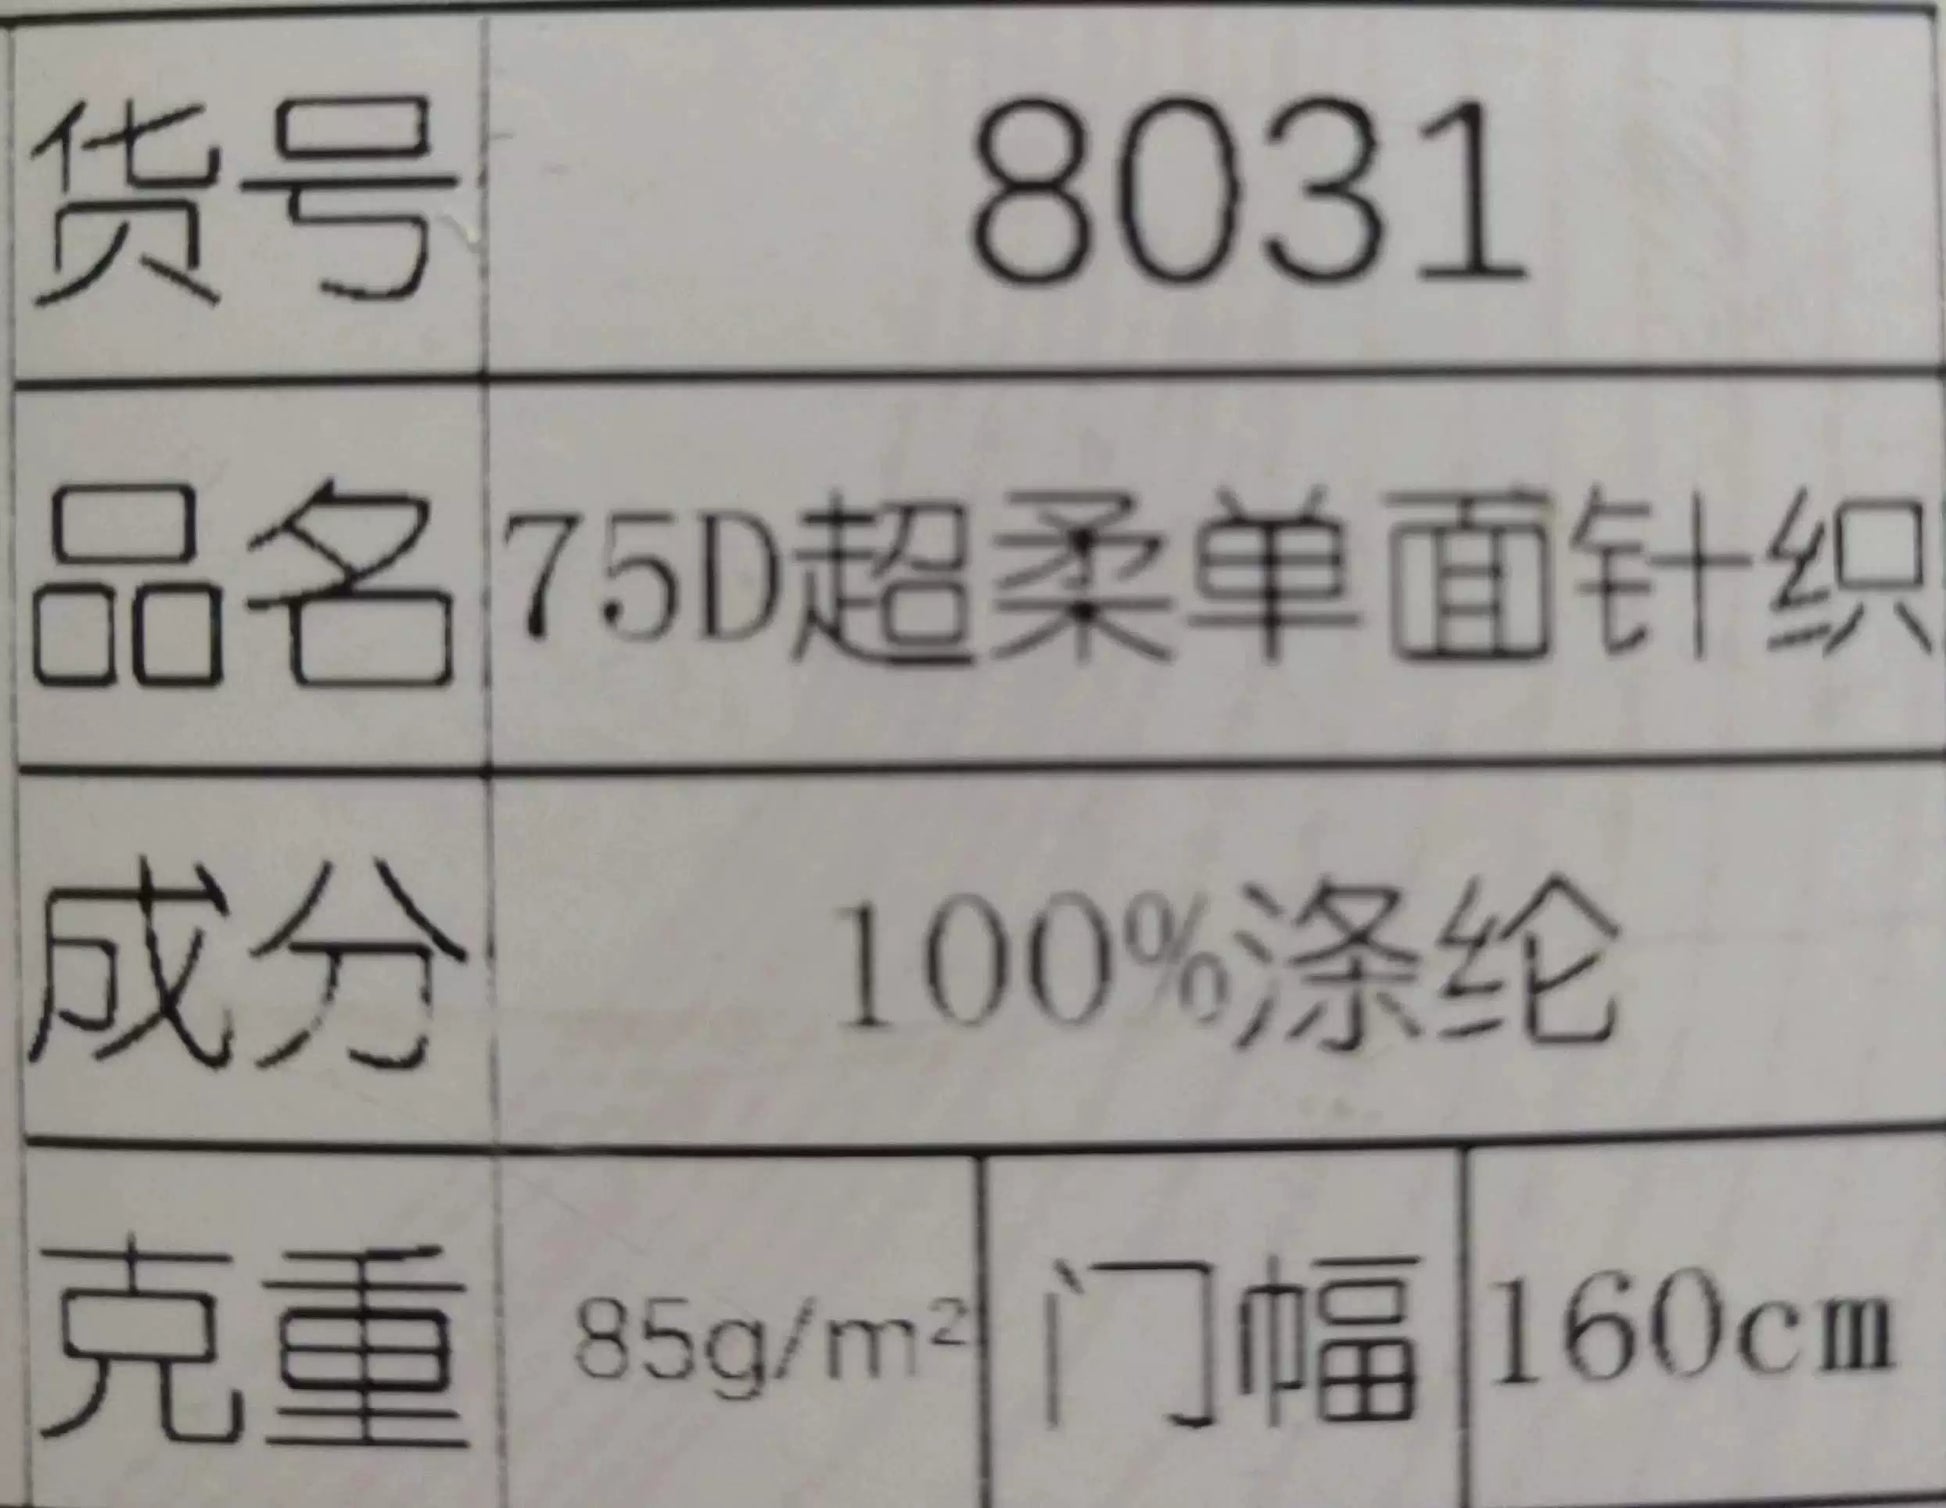 货号 8031
品名 75D超柔单面针织
成分 100%涤纶
克重 85g/m² 门幅 160cm